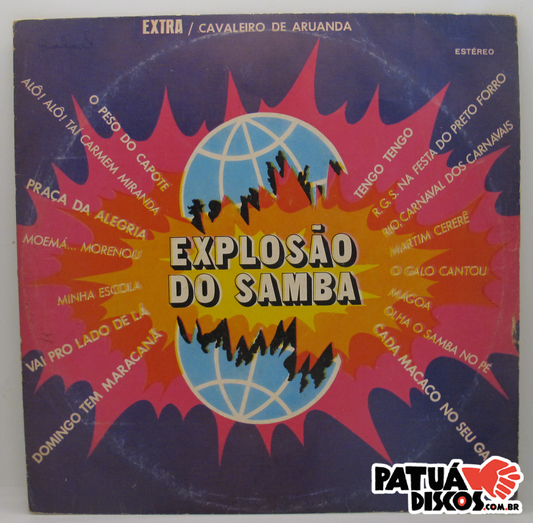 EXTRA / CAVALEIRO DE ARUANDA
ESTÉREO
O PESO DO CAPOTE
ALÔ! ALÔ! TAÍ CARMEM MIRANDA
PRAÇA DA ALEGRIA
MOEMÁ... MORENOU
MINHA ESCOLA
VAI PRO LADO DE LÁ
DOMINGO TEM MARACANÃ
EXPLOSÃO
DO SAMBA
TENGO TENGO
R.G.S. NA FESTA DO PRETO FORRO
RIO, CARNAVAL DOS CARNAVAIS
MARTIM CERERÊ
O GALO CANTOU
MÁGOA
OLHA O SAMBA NO PÉ
CADA MACACO NO SEU GA
PATUÁ
DISCOS.COM.BR